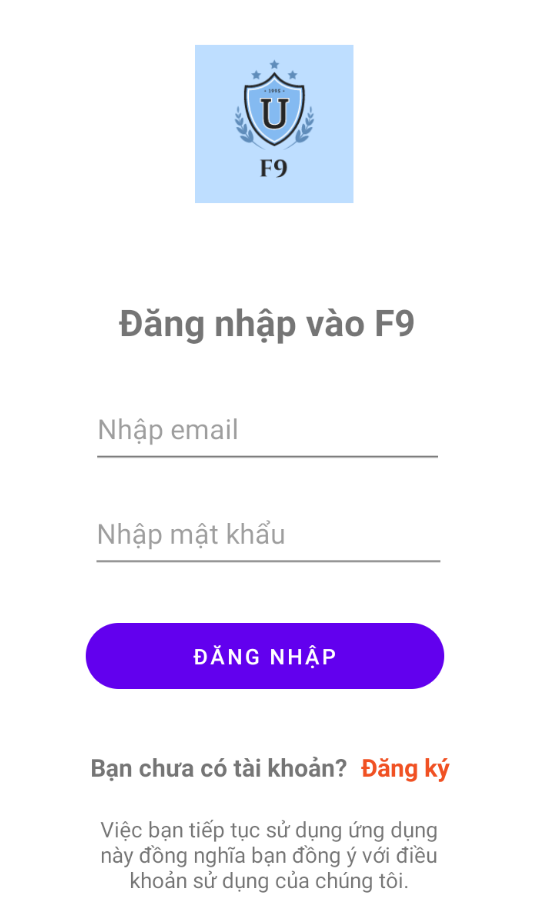 1998
U
F9
Đăng nhập vào F9
Nhập email
Nhập mật khẩu
ĐĂNG NHẬP
Bạn chưa có tài khoản? Đăng ký
Việc bạn tiếp tục sử dụng ứng dụng
này đồng nghĩa bạn đồng ý với điều
khoản sử dụng của chúng tôi.